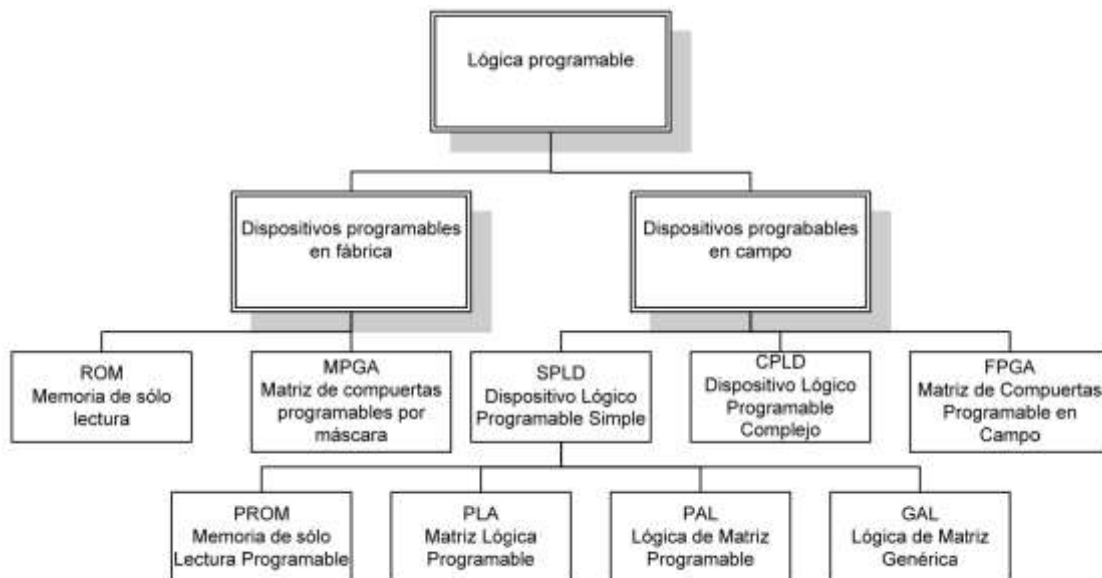 Lógica programable
Dispositivos programables
en fábrica
Dispositivos prograbables
en campo
ROM
Memoria de sólo
lectura
MPGA
Matriz de compuertas
programables por
máscara
SPLD
Dispositivo Lógico
Programable Simple
CPLD
Dispositivo Lógico
Programable
Complejo
FPGA
Matriz de Compuertas
Programable en
Campo
PROM
Memoria de sólo
Lectura Programable
PLA
Matriz Lógica
Programable
PAL
Lógica de Matriz
Programable
GAL
Lógica de Matriz
Genérica